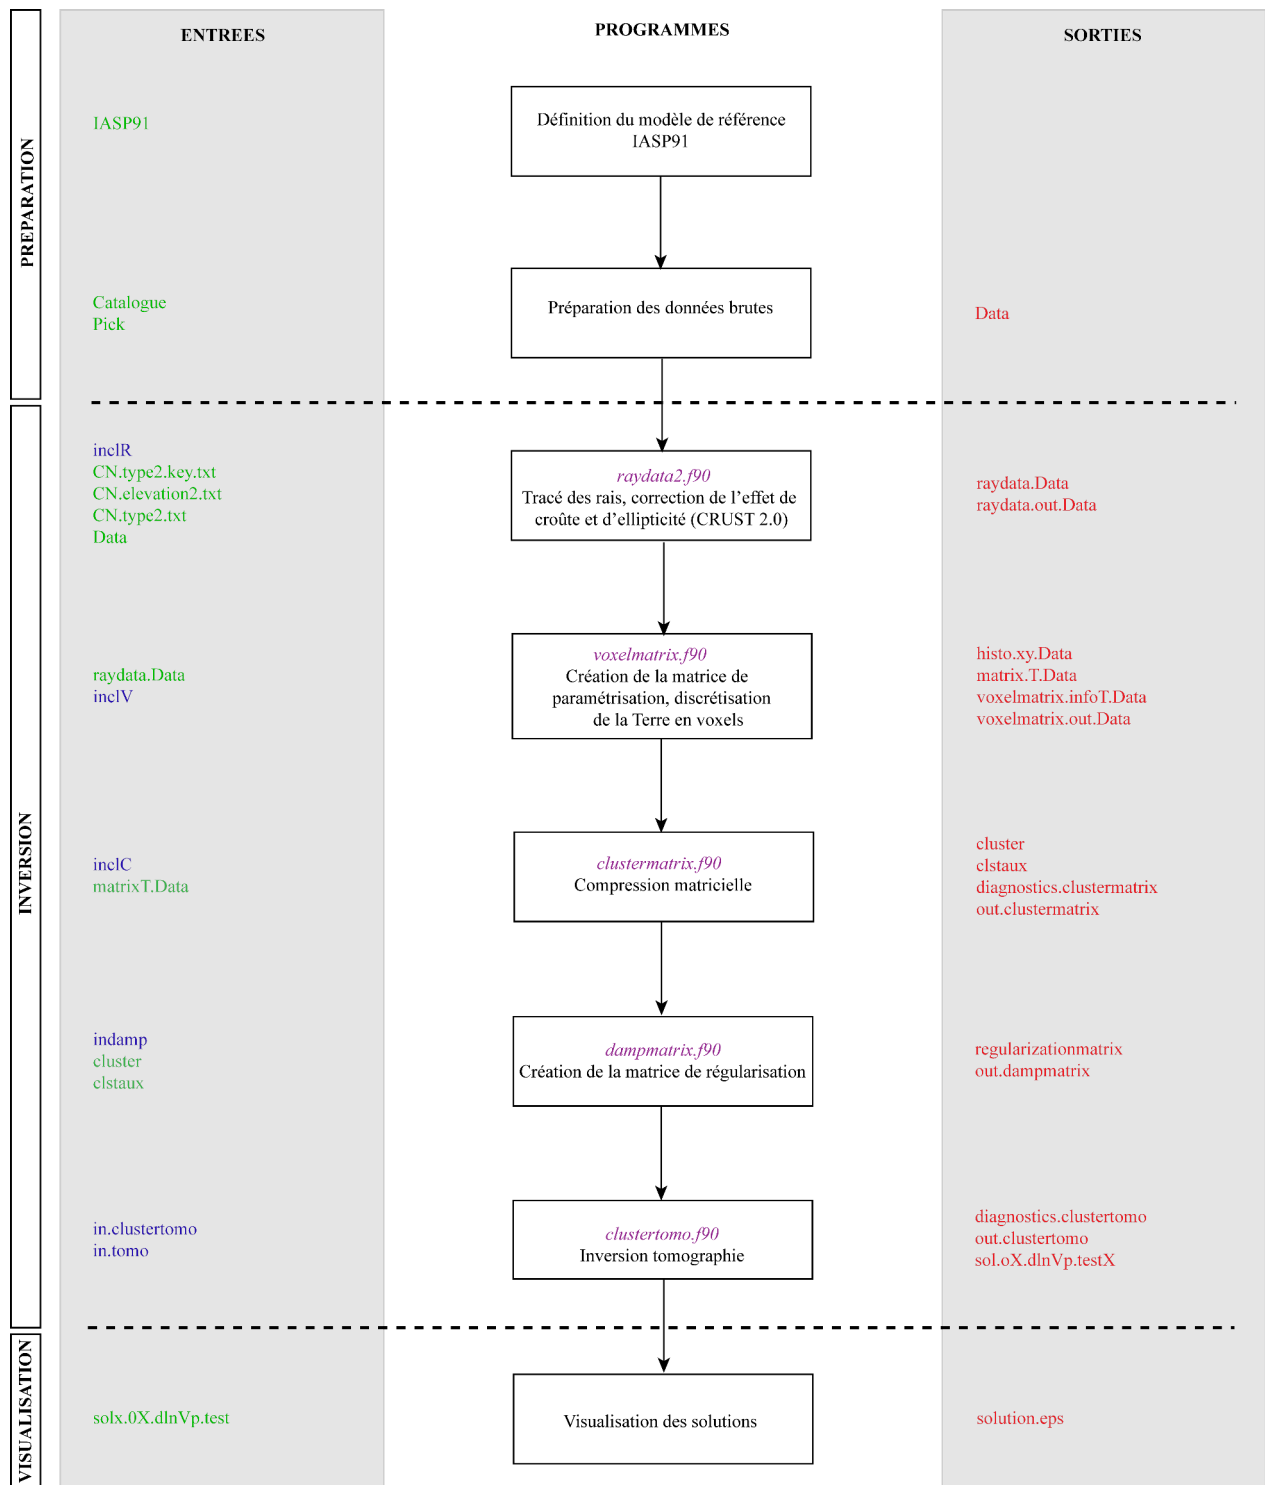 ENTREES
PROGRAMMES
SORTIES
PREPARATION
IASP91
Définition du modèle de référence
IASP91
Catalogue
Pick
Préparation des données brutes
Data
INVERSION
inclR
CN.type2.key.txt
CN.elevation2.txt
CN.type2.txt
Data
raydata2.f90
Tracé des rais, correction de l’effet de
croûte et d’ellipticité (CRUST 2.0)
raydata.Data
raydata.out.Data
raydata.Data
inclV
voxelmatrix.f90
Création de la matrice de
paramétrisation, discrétisation
de la Terre en voxels
histo.xy.Data
matrix.T.Data
voxelmatrix.infoT.Data
voxelmatrix.out.Data
inclC
matrixT.Data
clustermatrix.f90
Compression matricielle
cluster
clstaux
diagnostics.clustermatrix
out.clustermatrix
indamp
cluster
clstaux
dampmatrix.f90
Création de la matrice de régularisation
regularizationmatrix
out.dampmatrix
in.clustertomo
in.tomo
clustertomo.f90
Inversion tomographie
diagnostics.clustertomo
out.clustertomo
sol.oX.dlnVp.testX
VISUALISATION
solx.0X.dlnVp.test
Visualisation des solutions
solution.eps